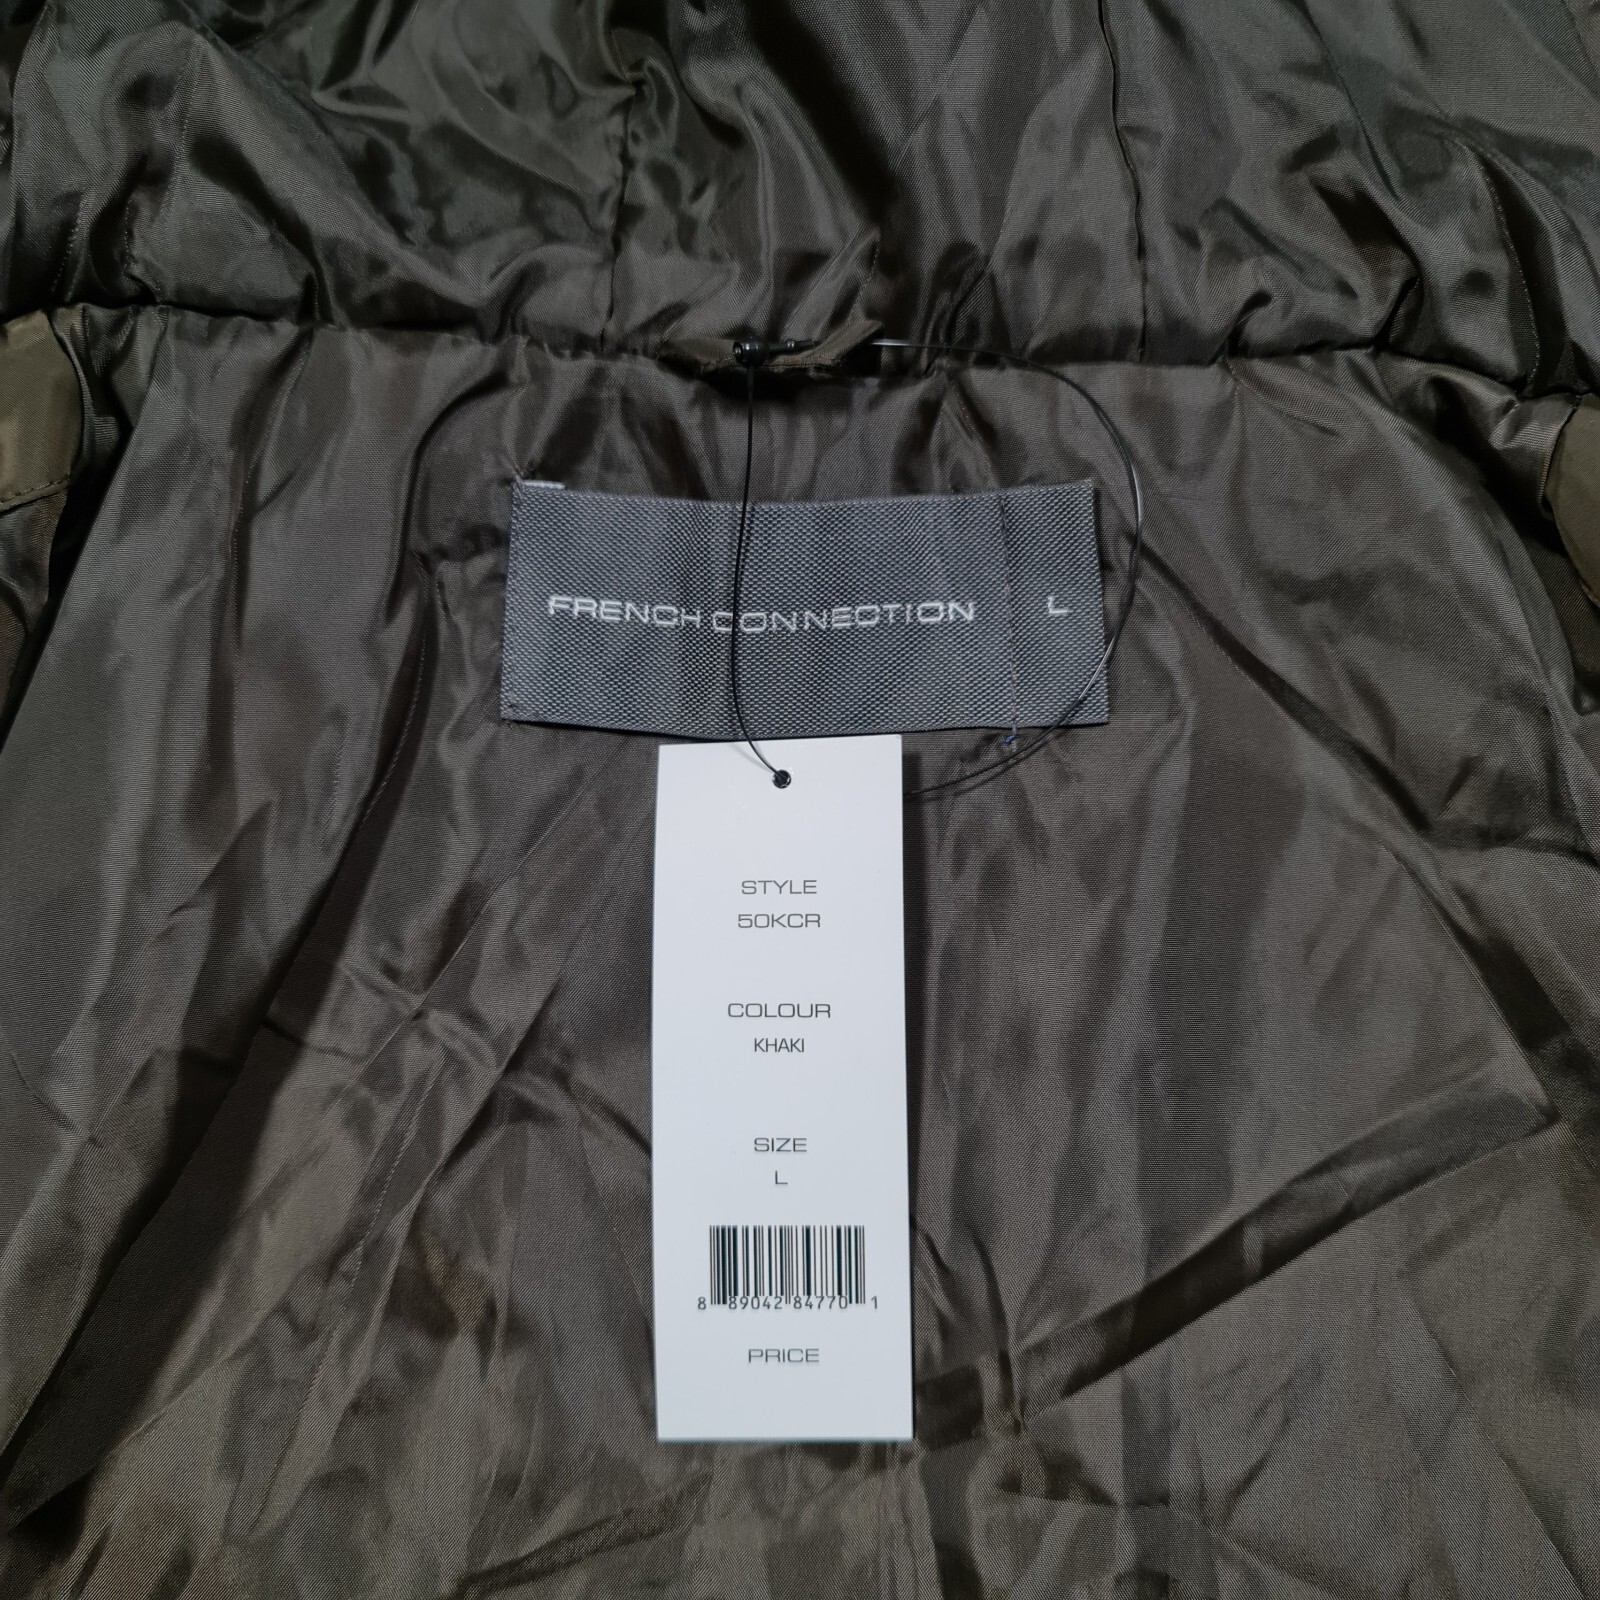 FRENCH CONNECTION L
STYLE
50KCR
COLOUR
KHAKI
SIZE
L
8 89042 84770 1
PRICE